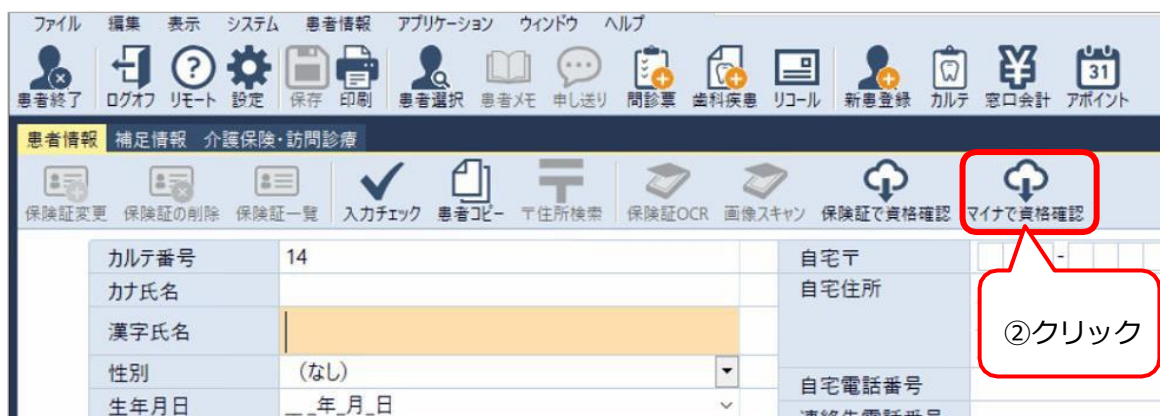 ファイル 編集 表示 システム 患者情報 アプリケーション ウィンドウ ヘルプ
患者終了 ログオフ リモート 設定 保存 印刷 患者選択 患者メモ 申し送り 問診票 歯科疾患 リコール 新患登録 カルテ 窓口会計 31 アポイント
患者情報 補足情報 介護保険・訪問診療
保険証変更 保険証の削除 保険証一覧 入力チェック 患者コピー 〒住所検索 保険証OCR 画像スキャン 保険証で資格確認 マイナで資格確認
カルテ番号 14 自宅〒 -
カナ氏名 自宅住所
漢字氏名
②クリック
性別 (なし)
自宅電話番号
生年月日 __年_月_日
連絡先電話番号